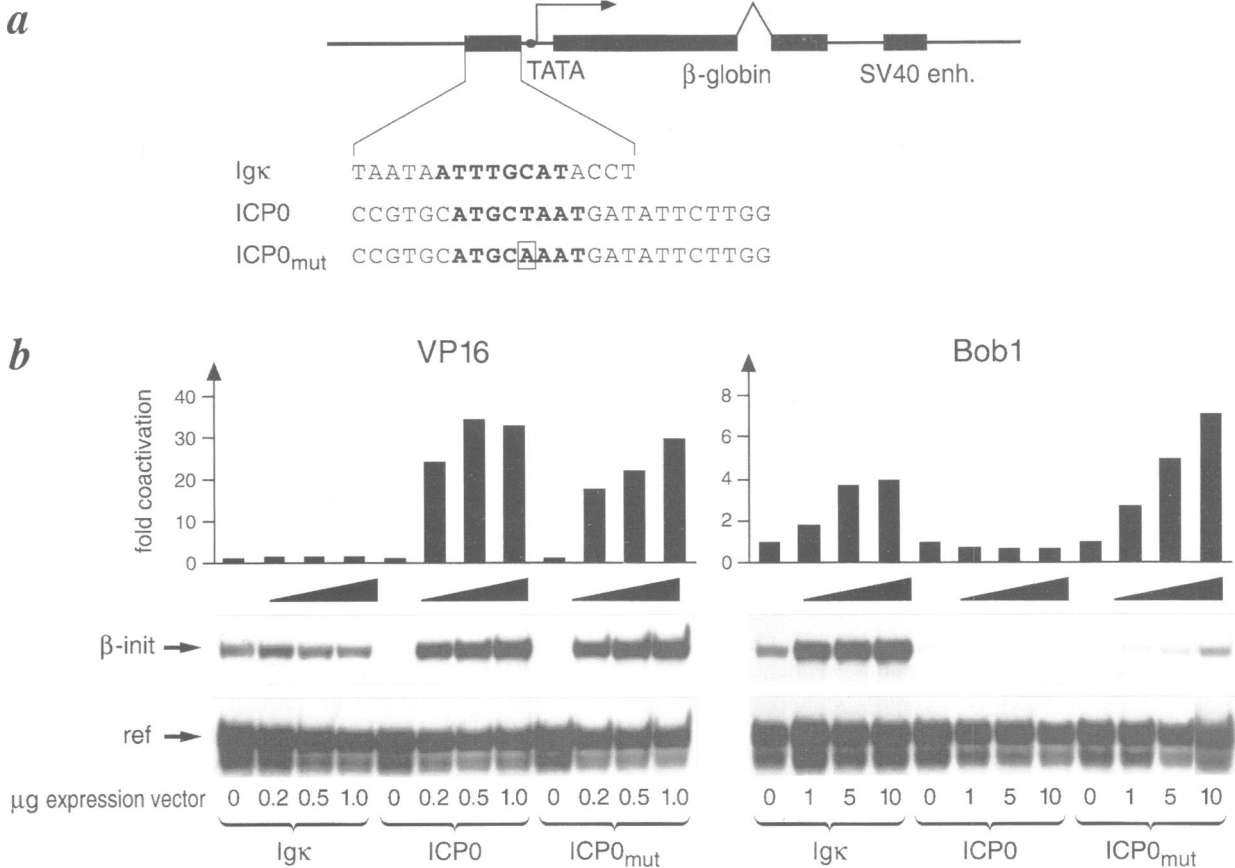 a
TATA
β-globin
SV40 enh.
Igκ TAATAATTTGCATACCT
ICP0 CCGTGCATGCTAATGATATTCTTGG
ICP0mut CCGTGCATGCAAATGATATTCTTGG
b
VP16
Bob1
fold coactivation
40
30
20
10
0
8
6
4
2
0
β-init
ref
μg expression vector 0 0.2 0.5 1.0 0 0.2 0.5 1.0 0 0.2 0.5 1.0 0 1 5 10 0 1 5 10 0 1 5 10
Igκ ICP0 ICP0mut Igκ ICP0 ICP0mut